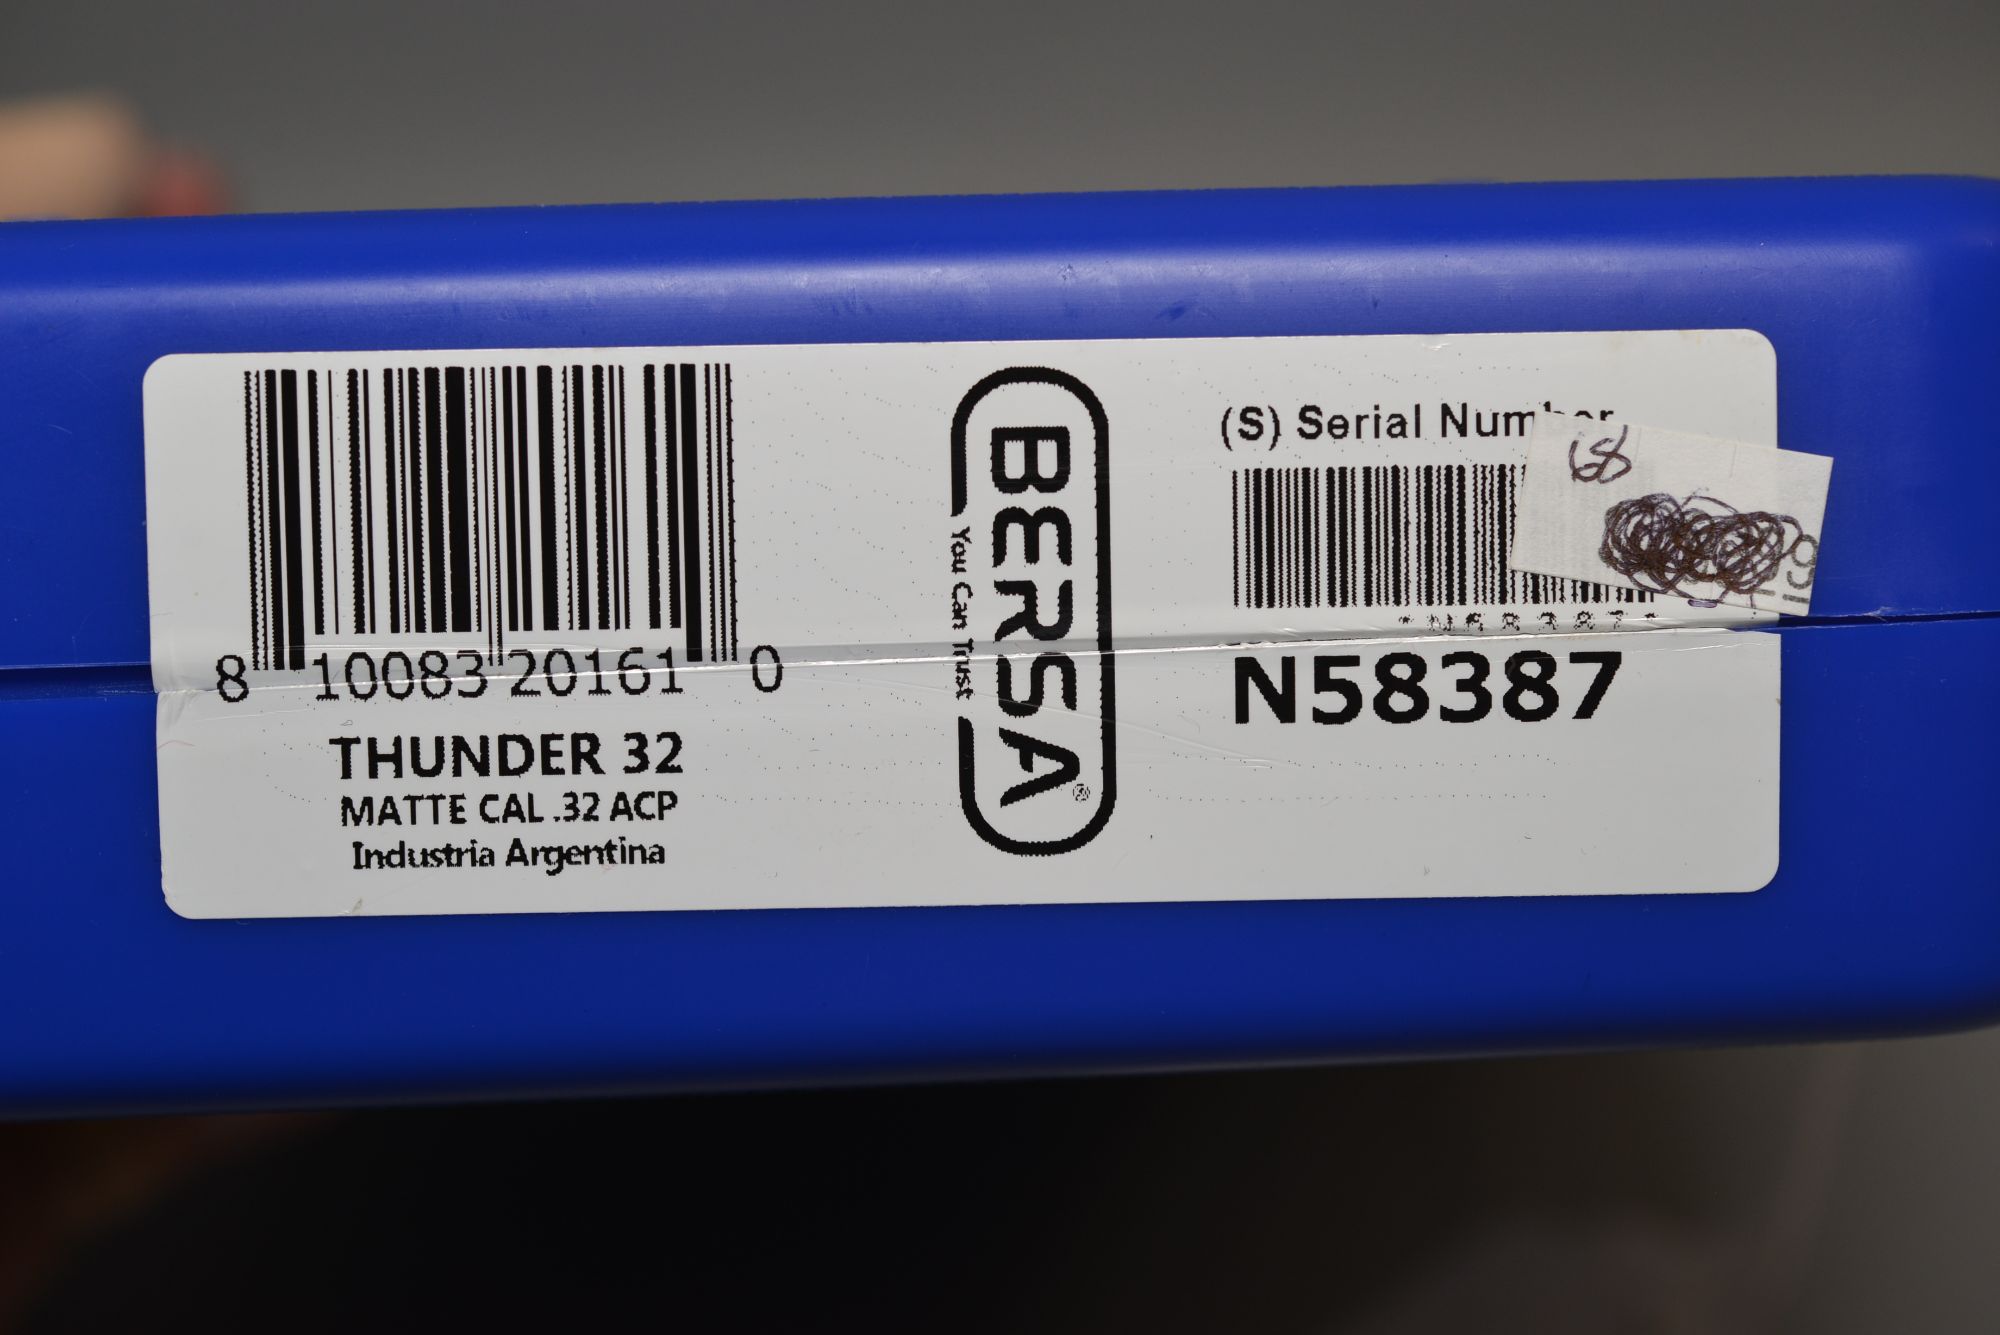 8 10083 20161 0
THUNDER 32
MATTE CAL .32 ACP
Industria Argentina
BERSA®
You Can Trust
(S) Serial Number
68
*N58387*
N58387